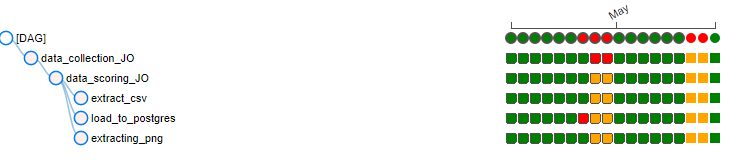 May
[DAG]
data_collection_JO
data_scoring_JO
extract_csv
load_to_postgres
extracting_png